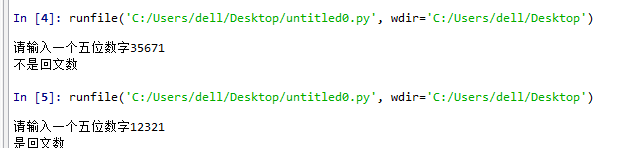 In [4]: runfile('C:/Users/dell/Desktop/untitled0.py', wdir='C:/Users/dell/Desktop')
请输入一个五位数字35671
不是回文数
In [5]: runfile('C:/Users/dell/Desktop/untitled0.py', wdir='C:/Users/dell/Desktop')
请输入一个五位数字12321
是回文数